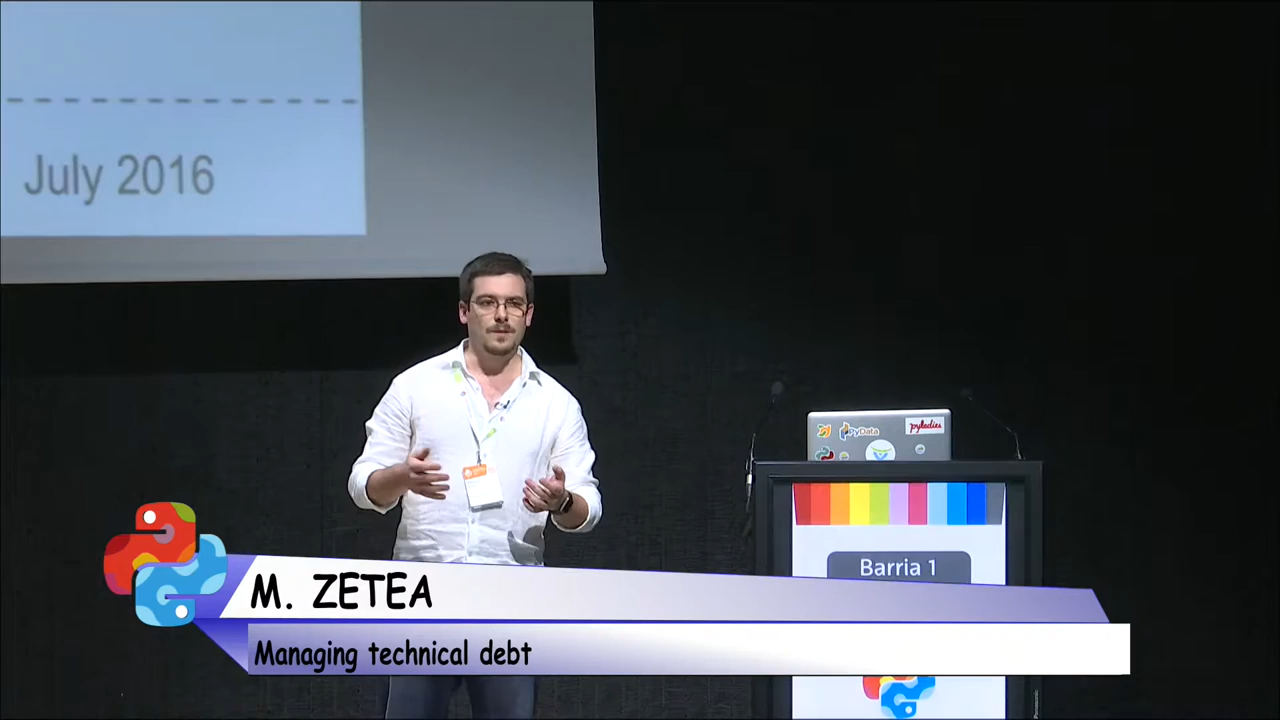 July 2016
PyData
pyladies
Barria 1
M. ZETEA
Managing technical debt